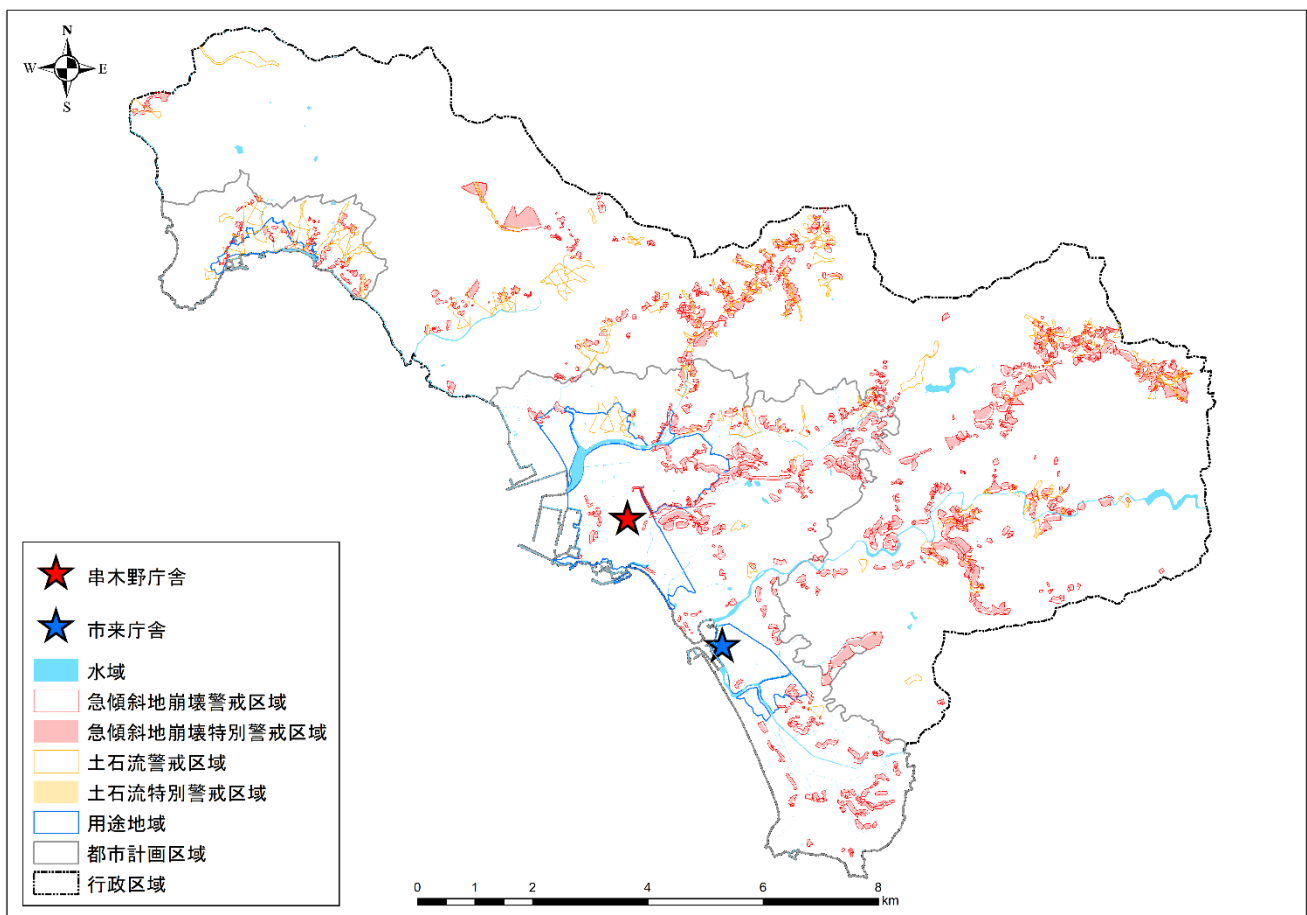 N
W E
S
串木野庁舎
市来庁舎
水域
急傾斜地崩壊警戒区域
急傾斜地崩壊特別警戒区域
土石流警戒区域
土石流特別警戒区域
用途地域
都市計画区域
行政区域
0 1 2 4 6 8
km